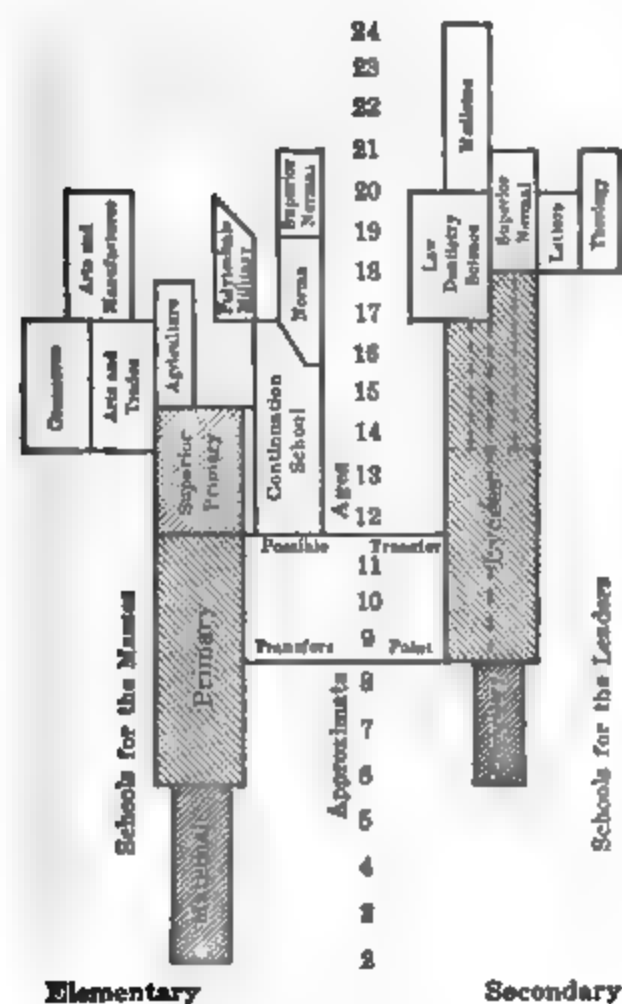 24
23
22
21
20
19
18
17
16
15
14
13
12
11
10
9
8
7
6
5
4
3
2
Approximate Ages
Schools for the Masses
Arts and
Manufactures
Arts and
Trades
Agriculture
Superior
Primary
Primary
Polytechnic
Military
Superior
Normal
Normal
Continuation
School
Possible Transfer
Transfers Point
Medicine
Law
Dentistry
Science
Superior
Normal
Letters
Theology
Schools for the Leaders
Elementary
Secondary